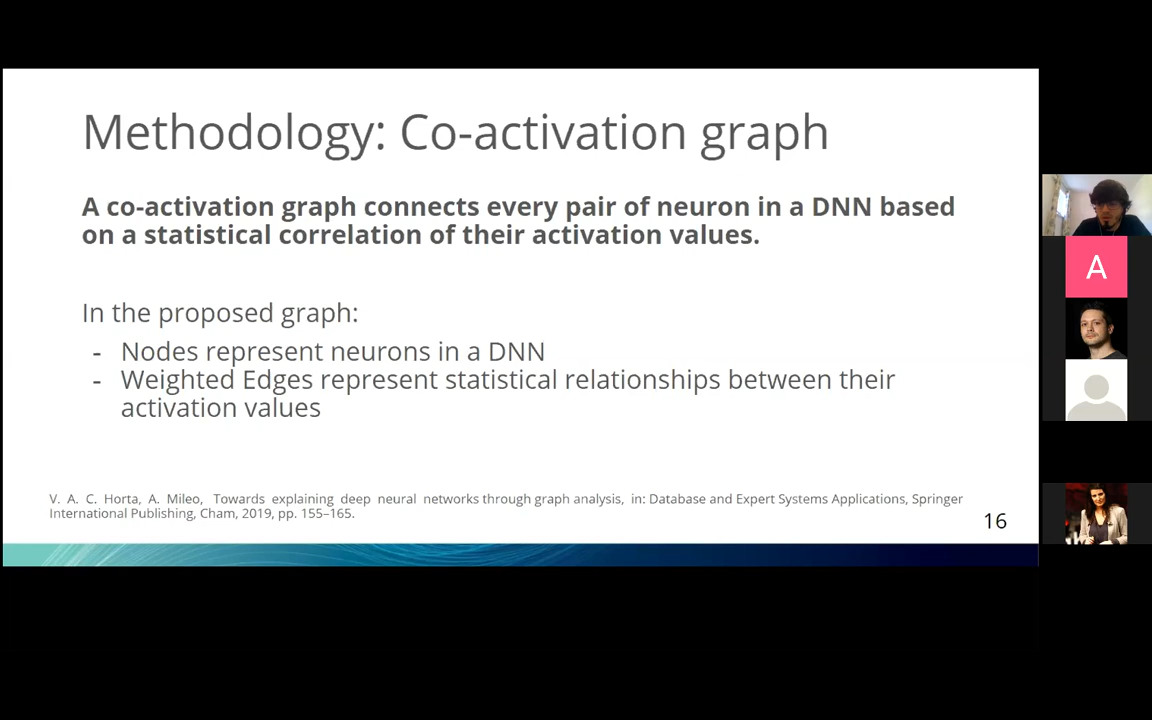 Methodology: Co-activation graph
A co-activation graph connects every pair of neuron in a DNN based
on a statistical correlation of their activation values.
In the proposed graph:
- Nodes represent neurons in a DNN
- Weighted Edges represent statistical relationships between their
activation values
V. A. C. Horta, A. Mileo, Towards explaining deep neural networks through graph analysis, in: Database and Expert Systems Applications, Springer
International Publishing, Cham, 2019, pp. 155–165.
16
A